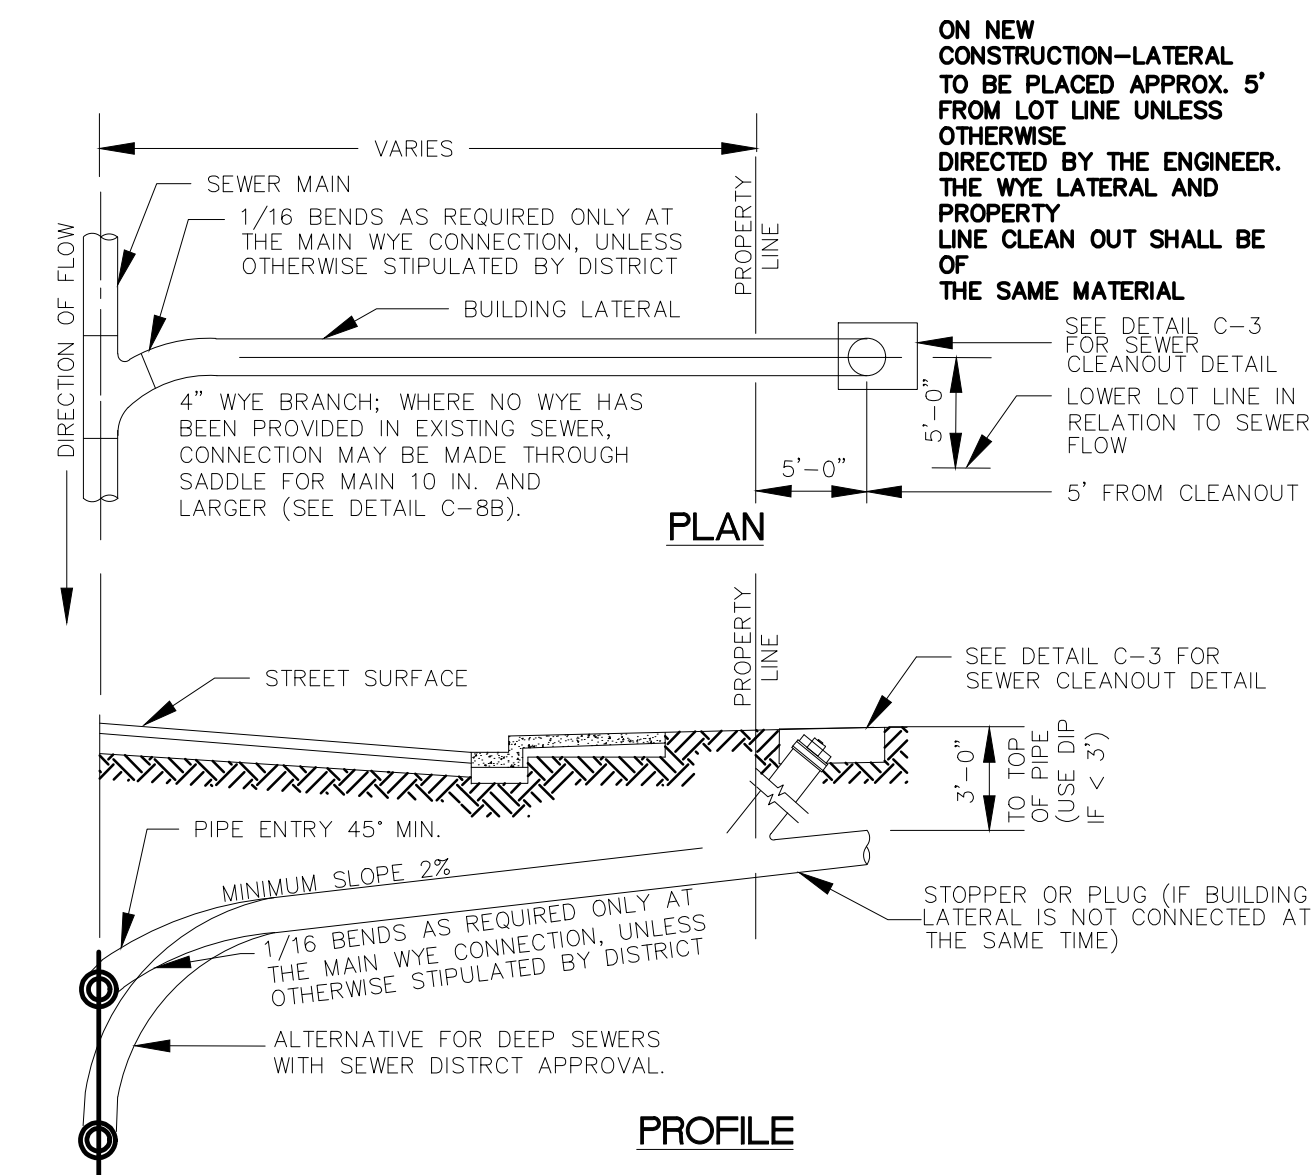 ON NEW
CONSTRUCTION-LATERAL
TO BE PLACED APPROX. 5'
FROM LOT LINE UNLESS
OTHERWISE
DIRECTED BY THE ENGINEER.
THE WYE LATERAL AND
PROPERTY
LINE CLEAN OUT SHALL BE
OF
THE SAME MATERIAL
VARIES
SEWER MAIN
1/16 BENDS AS REQUIRED ONLY AT
THE MAIN WYE CONNECTION, UNLESS
OTHERWISE STIPULATED BY DISTRICT
PROPERTY
LINE
DIRECTION OF FLOW
BUILDING LATERAL
SEE DETAIL C-3
FOR SEWER
CLEANOUT DETAIL
4" WYE BRANCH; WHERE NO WYE HAS
BEEN PROVIDED IN EXISTING SEWER,
CONNECTION MAY BE MADE THROUGH
SADDLE FOR MAIN 10 IN. AND
LARGER (SEE DETAIL C-8B).
5'-0"
LOWER LOT LINE IN
RELATION TO SEWER
FLOW
5'-0"
5' FROM CLEANOUT
PLAN
PROPERTY
LINE
STREET SURFACE
SEE DETAIL C-3 FOR
SEWER CLEANOUT DETAIL
3'-0"
TO TOP
OF PIPE
(USE DIP
IF < 3')
PIPE ENTRY 45° MIN.
MINIMUM SLOPE 2%
1/16 BENDS AS REQUIRED ONLY AT
THE MAIN WYE CONNECTION, UNLESS
OTHERWISE STIPULATED BY DISTRICT
STOPPER OR PLUG (IF BUILDING
LATERAL IS NOT CONNECTED AT
THE SAME TIME)
ALTERNATIVE FOR DEEP SEWERS
WITH SEWER DISTRCT APPROVAL.
PROFILE